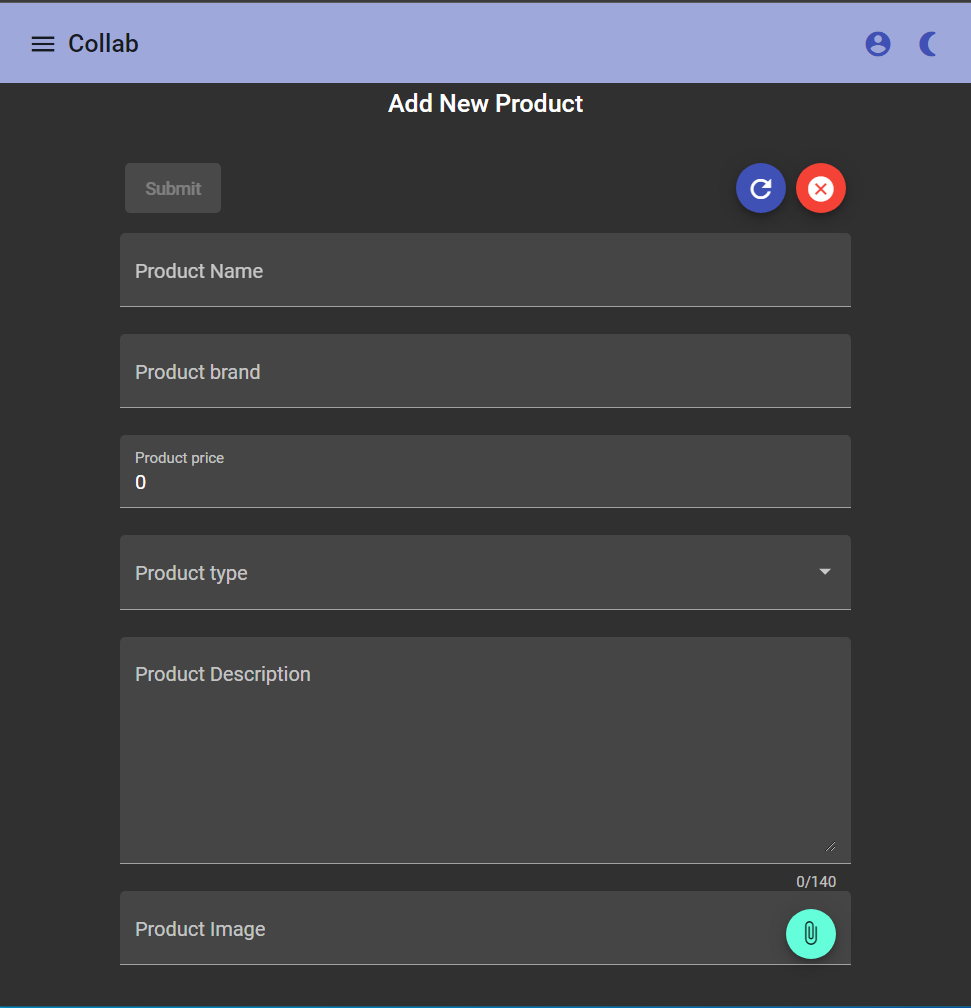 Collab
Add New Product
Submit
Product Name
Product brand
Product price
0
Product type
Product Description
0/140
Product Image